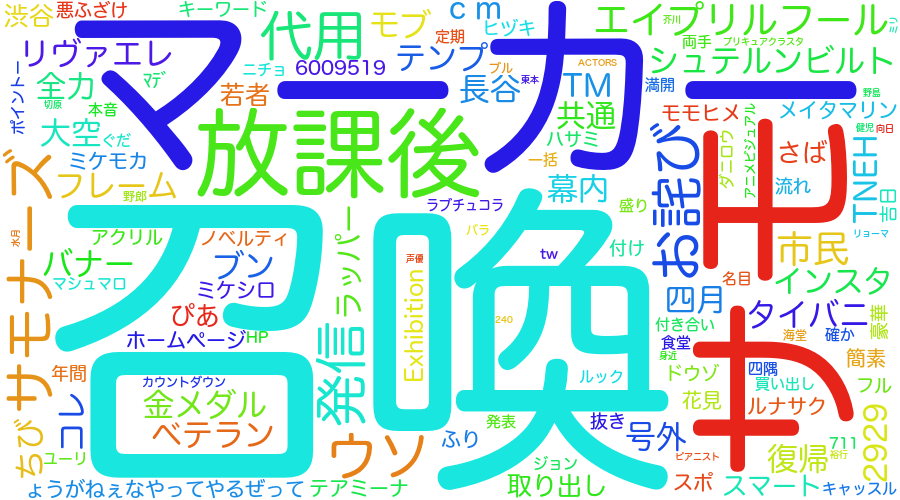 渋谷
悪ふざけ
キーワード
代用
モブ
ｃｍ
ヒヅキ
エイプリルフール
芥川
ミリ
リヴァエレ
マーカー
定期
テンプ
両手
プリキュアクラスタ
ニチョ
6009519
ブル
ACTORS
シュテルンビルト
ポイントー
全力
マデ
若者
長谷
東本
TM
満開
野島
切原
本音
放課後
共通
モモヒメ
メイタマリン
大空
ぐだ
ハサミ
お詫び
ダニロウ
アニメビジュアル
健児
向日
ミケモカ
一括
さば
TNEH
サモナーズ
フレーム
野郎
幕内
流れ
吉日
召喚
ラブチュコラ
盛り
リョーマ
水月
アクリル
ノベルティ
ラッパー
パラ
付け
市民
バナー
ブン
声優
tw
名目
インスタ
マシュマロ
ミケシロ
Exhibition
四月
ぴあ
240
タイバニ
豪華
ホームページ
HP
発信
付き合い
海堂
確か
年間
食堂
身近
簡素
コレ
カウントダウン
ルック
ドウゾ
四隅
買い出し
フル
金メダル
花見
ルナサク
ちび
ベテラン
ウソ
ふり
発表
抜き
号外
2929
711
裕行
ユーリ
ジョン
ピアニスト
復帰
ょうがねぇなやってやるぜって
テアミーナ
取り出し
スポ
スマート
キャッスル